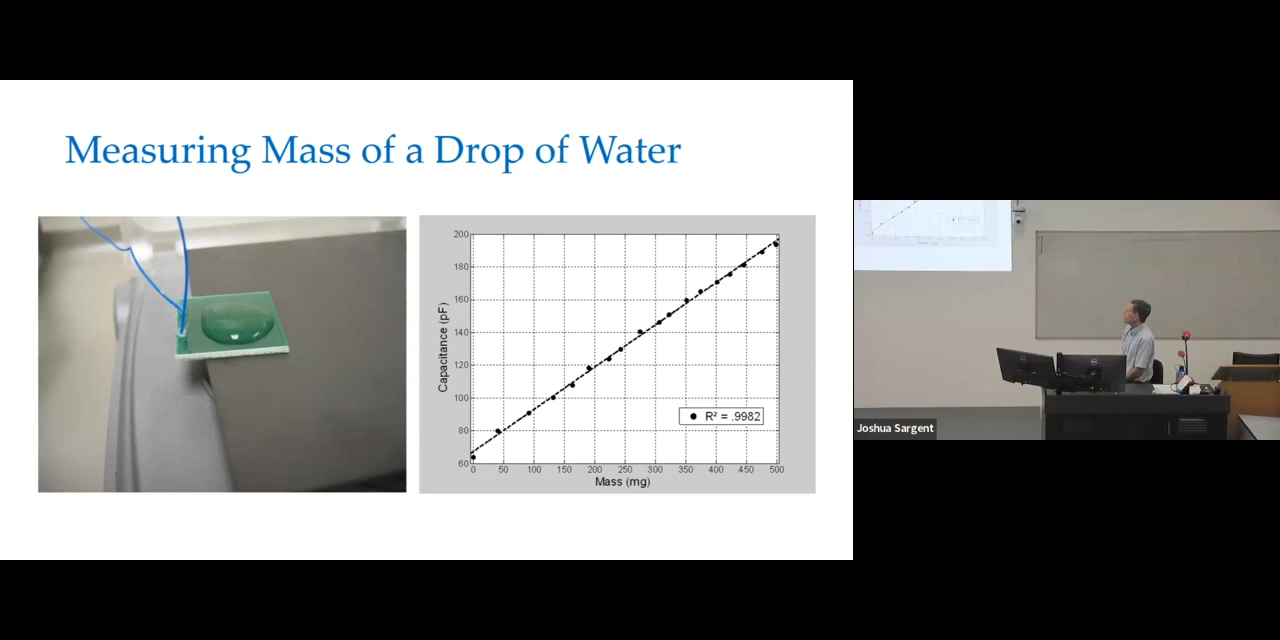 Measuring Mass of a Drop of Water
200
180
160
140
120
100
80
60
Capacitance (pF)
0 50 100 150 200 250 300 350 400 450 500
Mass (mg)
R² = .9982
Joshua Sargent